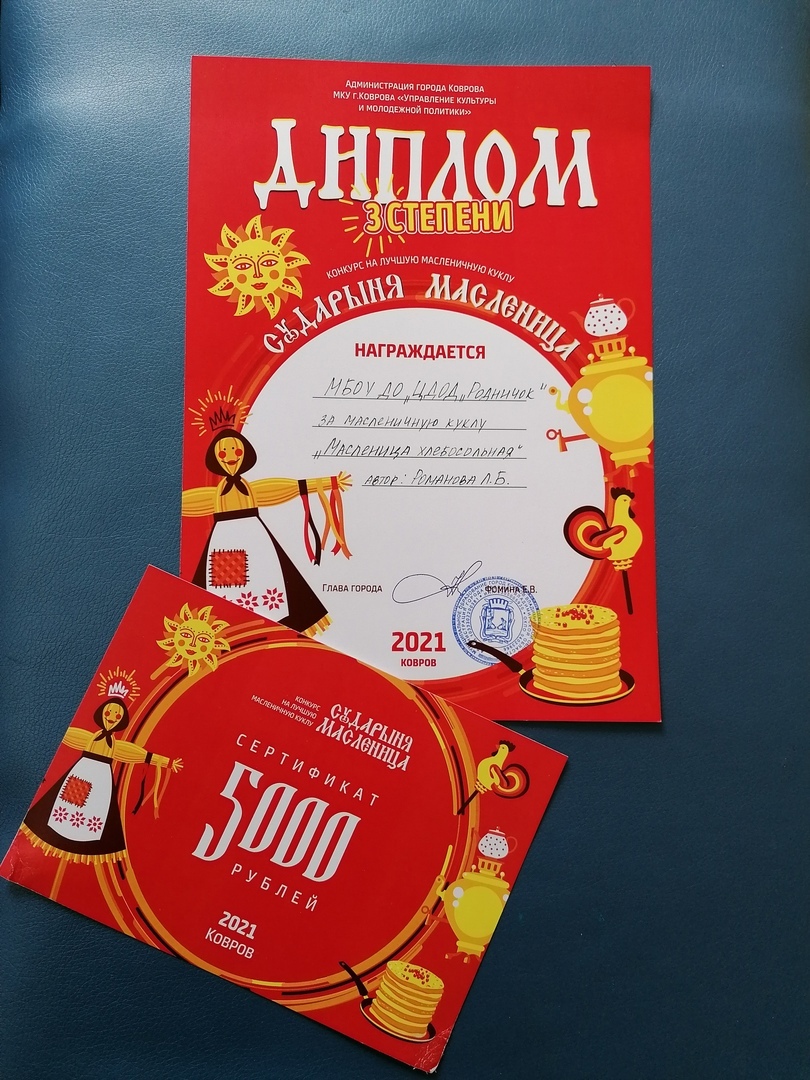 Администрация города Коврова
МКУ г.Коврова «Управление культуры
и молодежной политики»
ДИПЛОМ
3 СТЕПЕНИ
КОНКУРС НА ЛУЧШУЮ МАСЛЕНИЧНУЮ КУКЛУ
СУДАРЫНЯ МАСЛЕНИЦА
НАГРАЖДАЕТСЯ
МБОУ ДО „ЦДОД „Родничок"
за масленичную куклу
„Масленица хлебосольная"
автор: Романова Л.Б.
Глава города
Фомина Е.В.
2021
КОВРОВ
КОНКУРС
НА ЛУЧШУЮ
МАСЛЕНИЧНУЮ КУКЛУ
СУДАРЫНЯ
МАСЛЕНИЦА
СЕРТИФИКАТ
5000
РУБЛЕЙ
2021
КОВРОВ